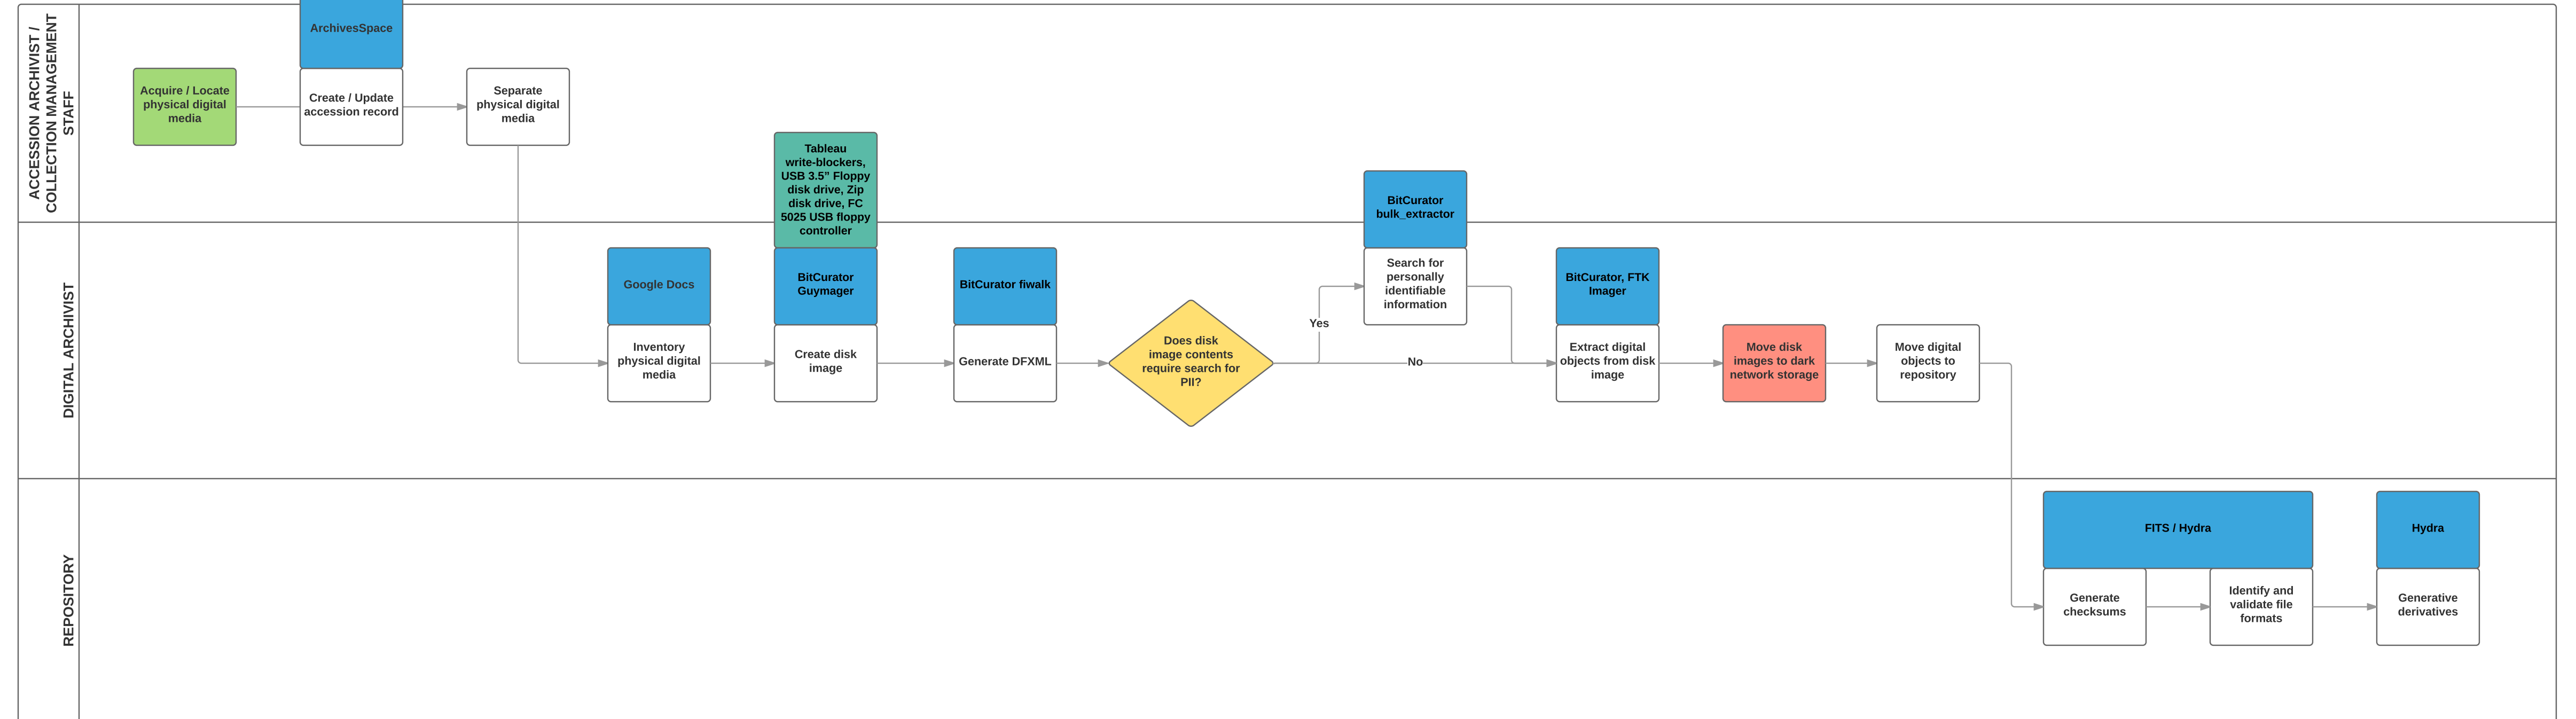 ACCESSION ARCHIVIST /
COLLECTION MANAGEMENT
STAFF
ArchivesSpace
Acquire / Locate
physical digital
media
Create / Update
accession record
Separate
physical digital
media
DIGITAL ARCHIVIST
Google Docs
Inventory
physical digital
media
Tableau
write-blockers,
USB 3.5” Floppy
disk drive, Zip
disk drive, FC
5025 USB floppy
controller
BitCurator
Guymager
Create disk
image
BitCurator fiwalk
Generate DFXML
Does disk
image contents
require search for
PII?
Yes
No
BitCurator
bulk_extractor
Search for
personally
identifiable
information
BitCurator, FTK
Imager
Extract digital
objects from disk
image
Move disk
images to dark
network storage
Move digital
objects to
repository
REPOSITORY
FITS / Hydra
Generate
checksums
Identify and
validate file
formats
Hydra
Generative
derivatives